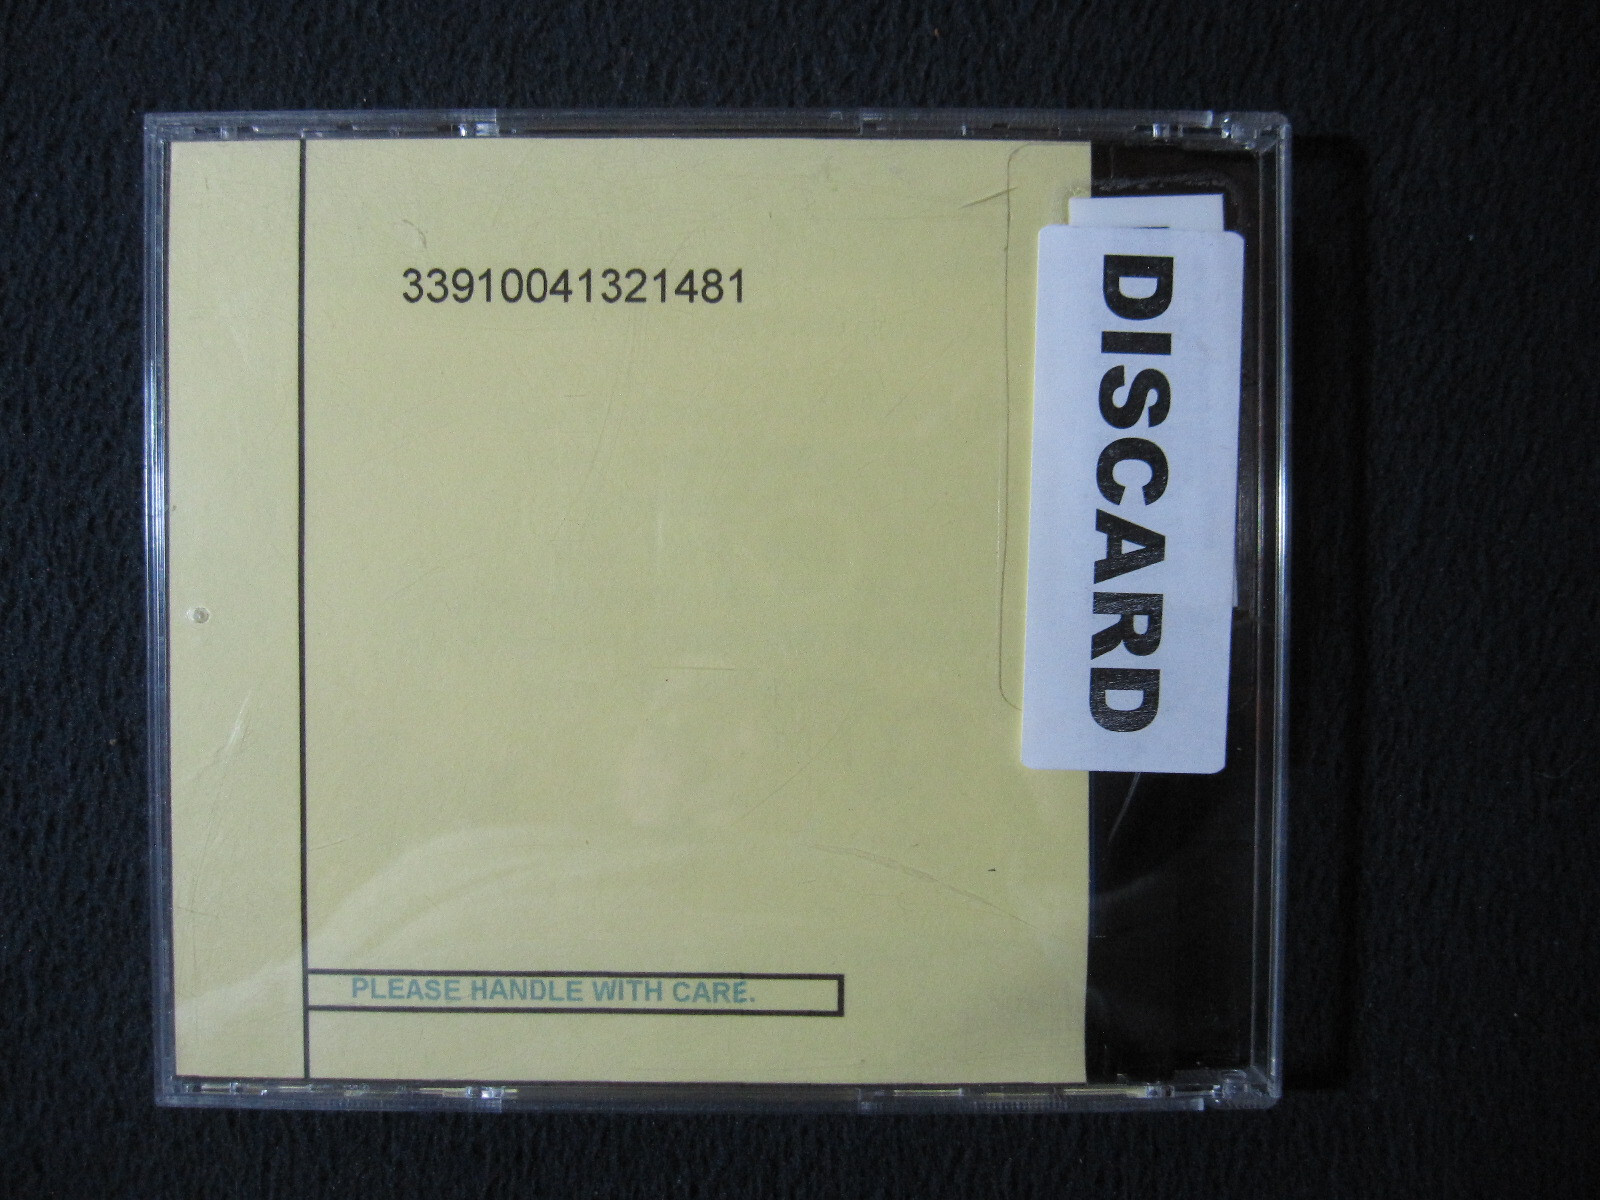 33910041321481
DISCARD
PLEASE HANDLE WITH CARE.